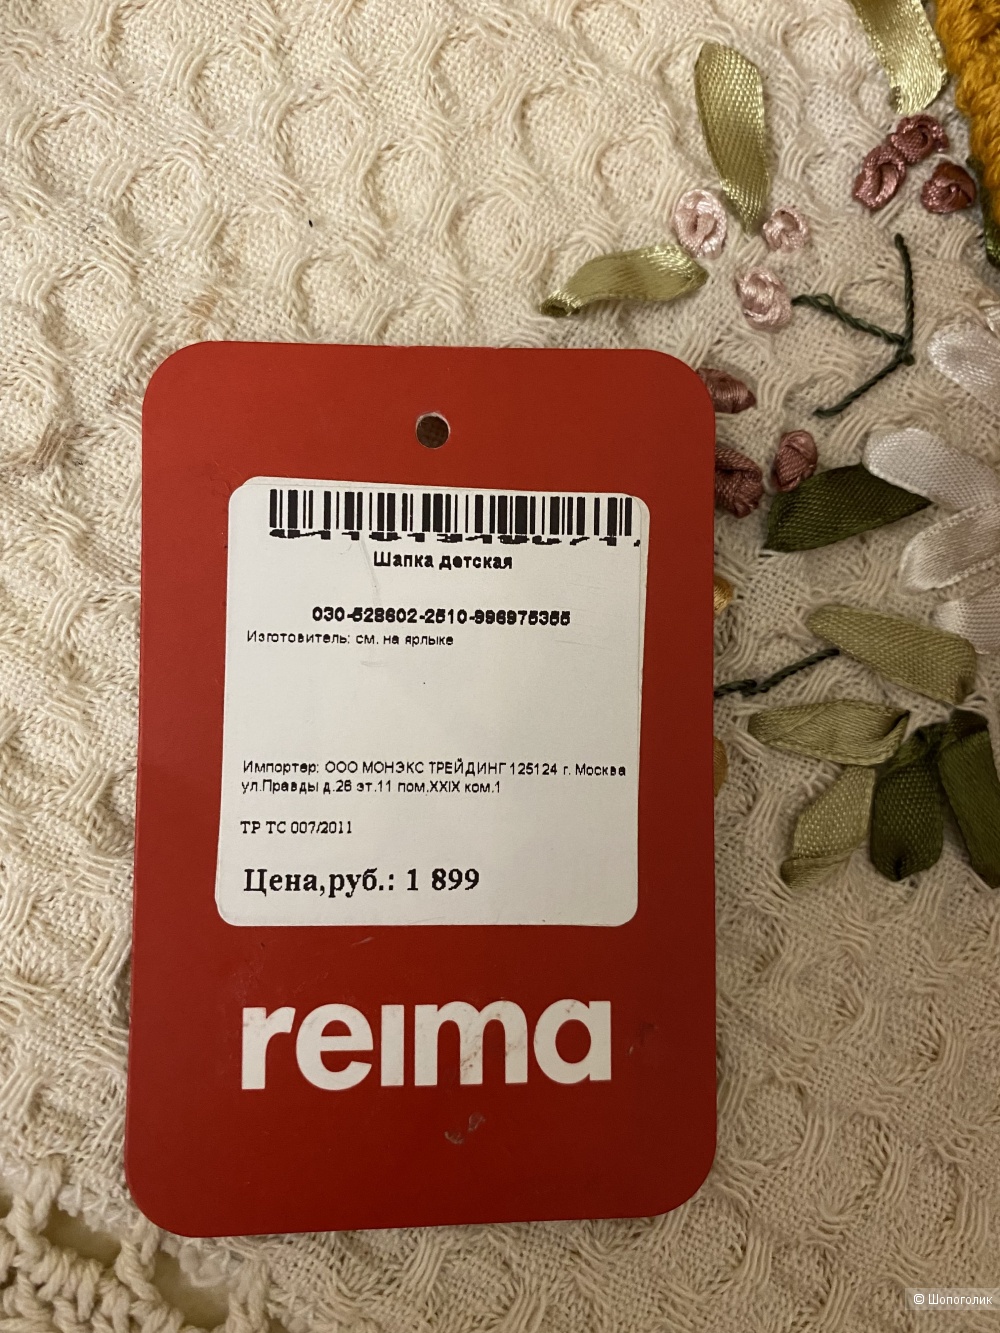 Шапка детская
030-528602-2510-996975355
Изготовитель: см. на ярлыке
Импортер: ООО МОНЭКС ТРЕЙДИНГ 125124 г. Москва
ул.Правды д.26 эт.11 пом.XXIX ком.1
ТР ТС 007/2011
Цена,руб.: 1 899
reima
© Шопоголик